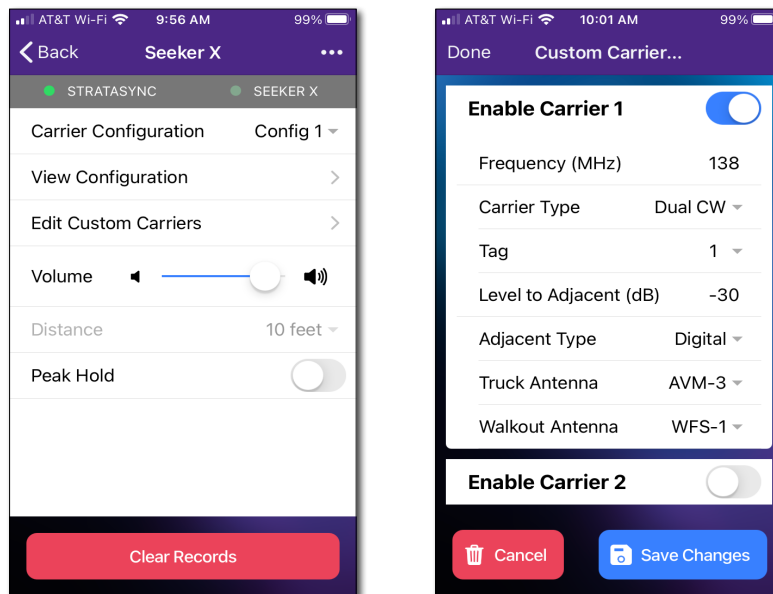 AT&T Wi-Fi 9:56 AM 99%
Back Seeker X
STRATASYNC SEEKER X
Carrier Configuration Config 1
View Configuration
Edit Custom Carriers
Volume
Distance 10 feet
Peak Hold
Clear Records
AT&T Wi-Fi 10:01 AM 99%
Done Custom Carrier...
Enable Carrier 1
Frequency (MHz) 138
Carrier Type Dual CW
Tag 1
Level to Adjacent (dB) -30
Adjacent Type Digital
Truck Antenna AVM-3
Walkout Antenna WFS-1
Enable Carrier 2
Cancel Save Changes